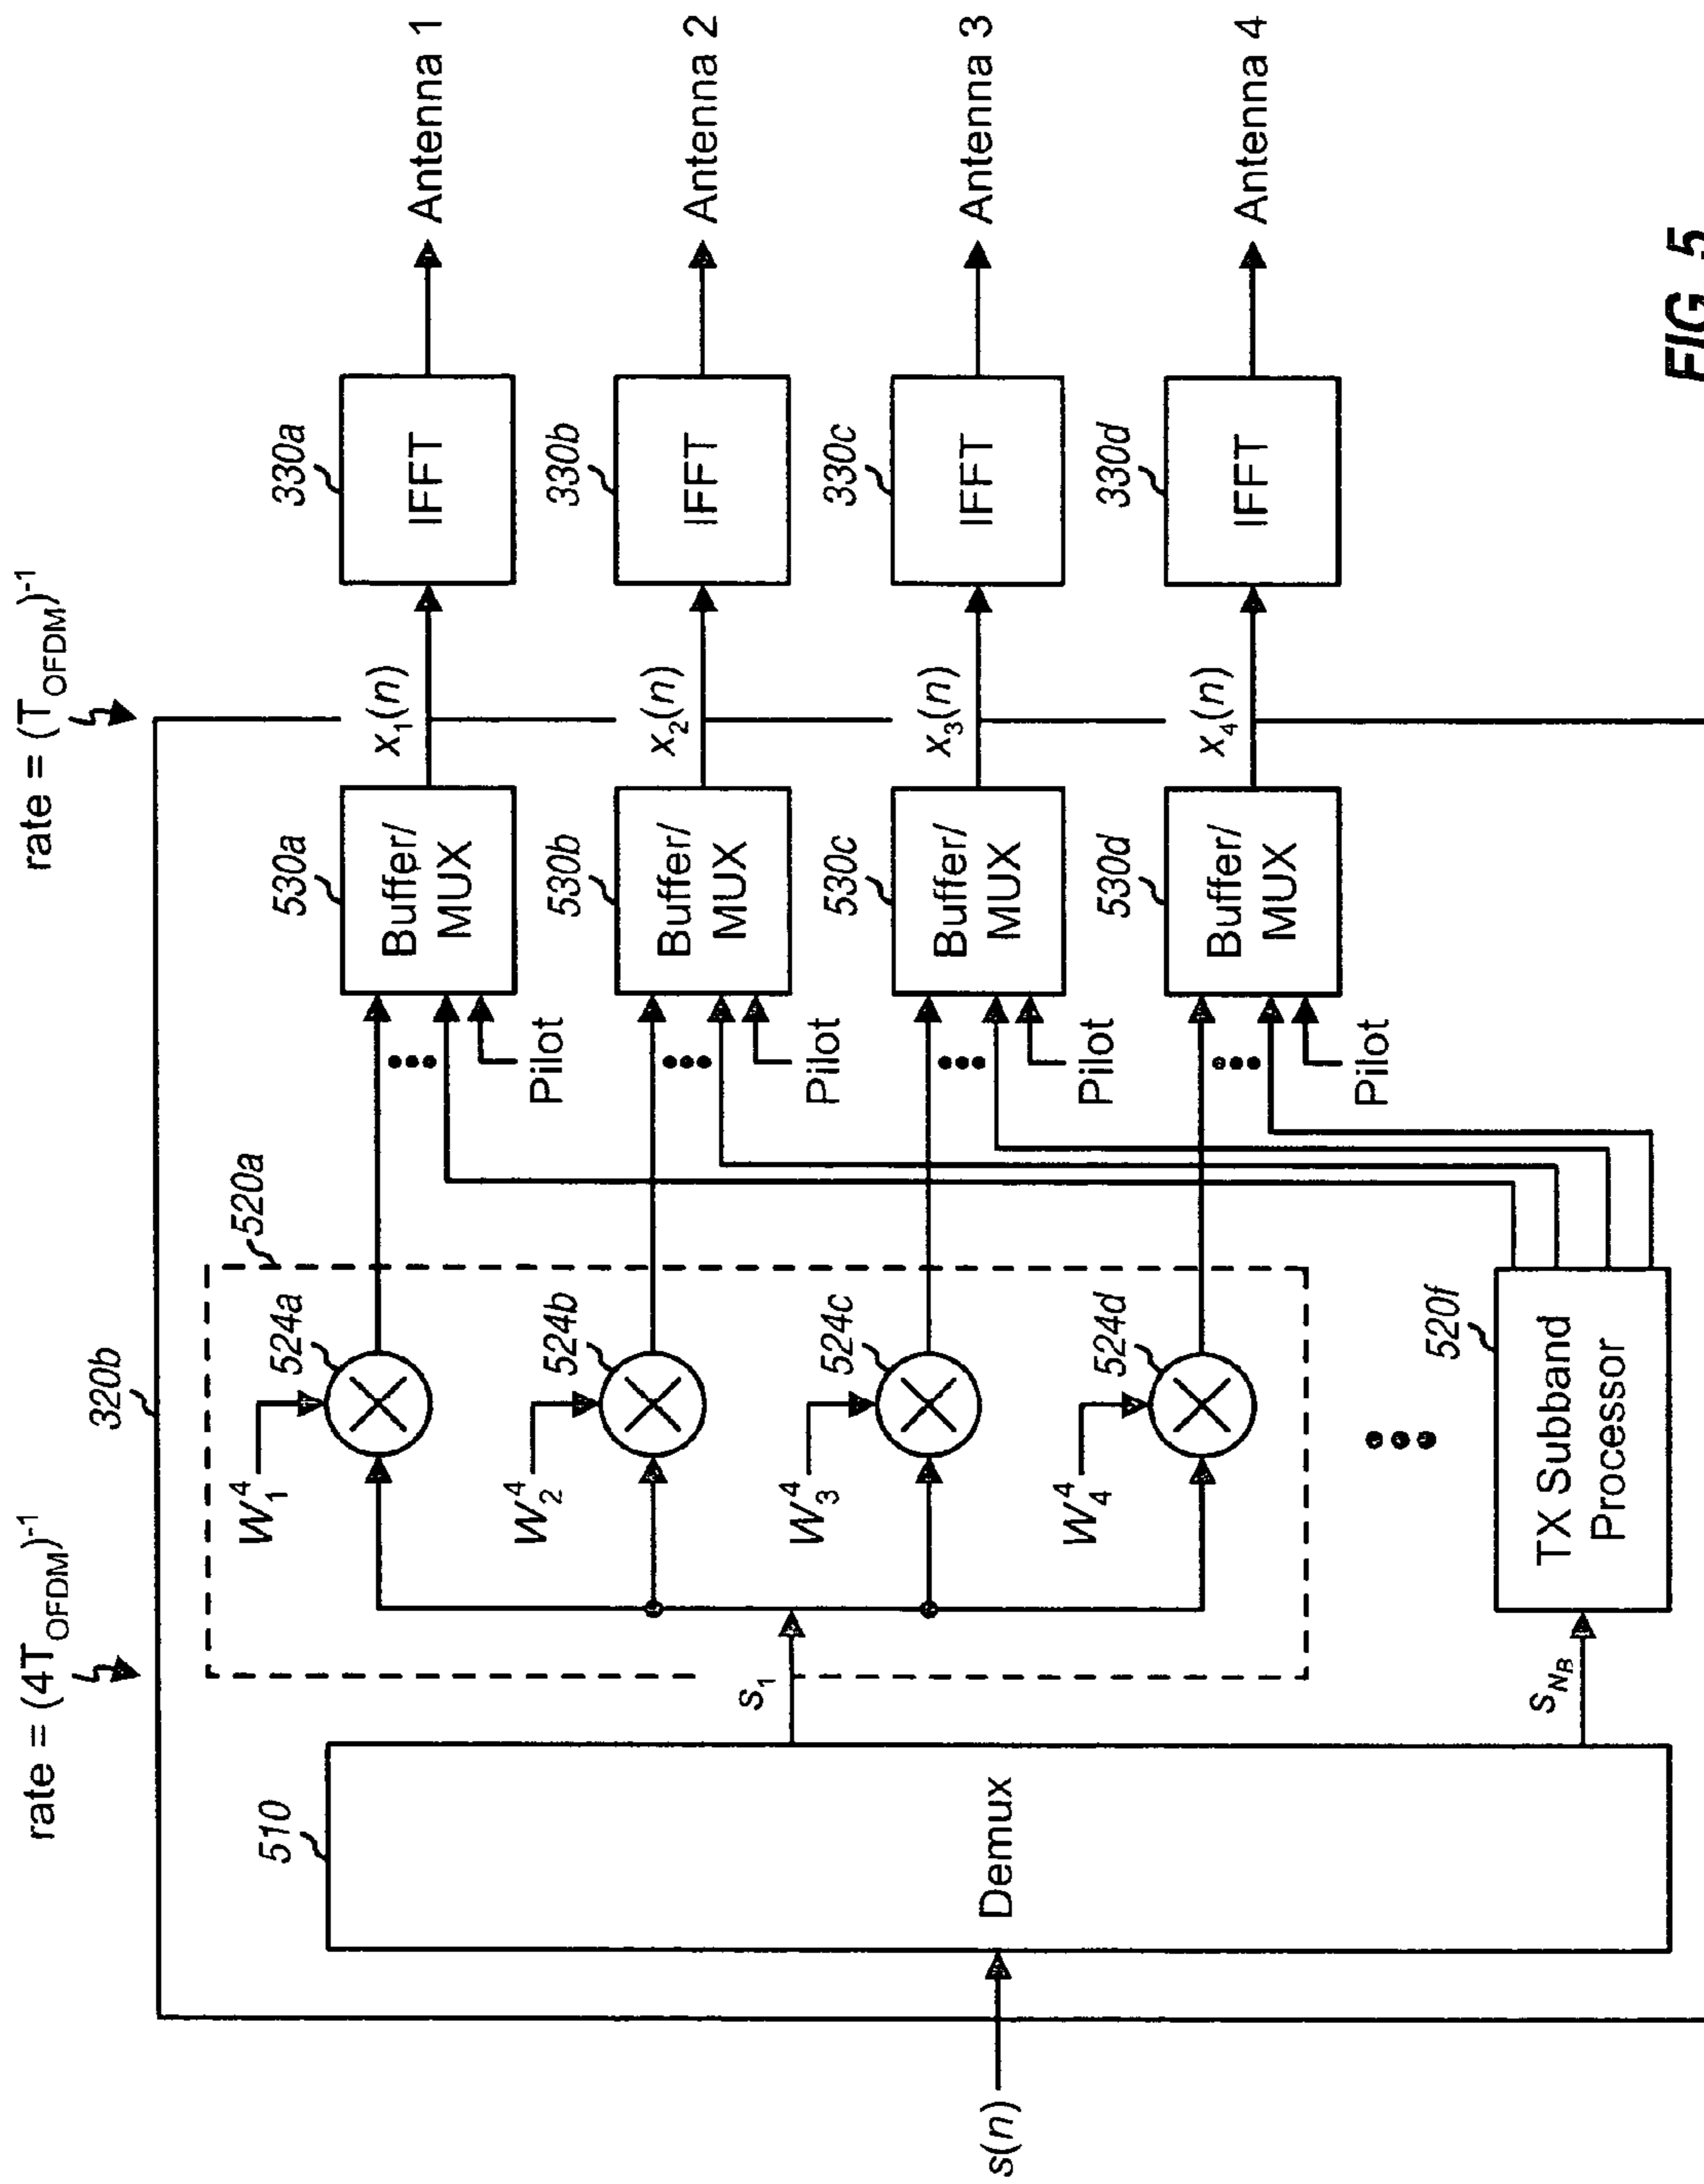 rate = (4T_OFDM)^-1
rate = (T_OFDM)^-1
320b
510
520a
W_1^4
524a
530a
330a
Buffer/
MUX
x_1(n)
IFFT
Antenna 1
Pilot
W_2^4
524b
530b
330b
Buffer/
MUX
x_2(n)
IFFT
Antenna 2
Pilot
s(n)
Demux
s_1
W_3^4
524c
530c
330c
Buffer/
MUX
x_3(n)
IFFT
Antenna 3
Pilot
W_4^4
524d
530d
330d
Buffer/
MUX
x_4(n)
IFFT
Antenna 4
Pilot
s_N_B
520f
TX Subband
Processor
FIG. 5